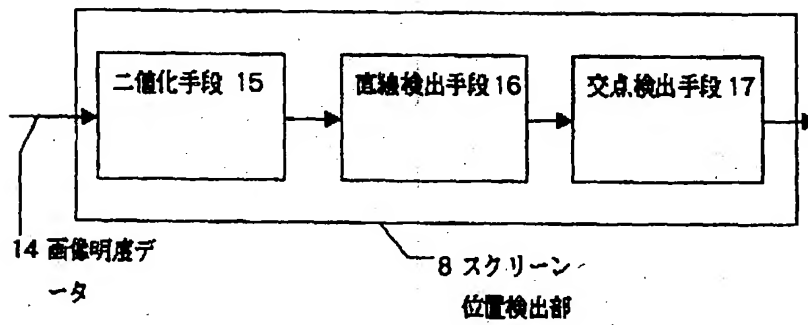 二値化手段 15
直線検出手段 16
交点検出手段 17
14 画像明度デ
ータ
8 スクリーン
位置検出部